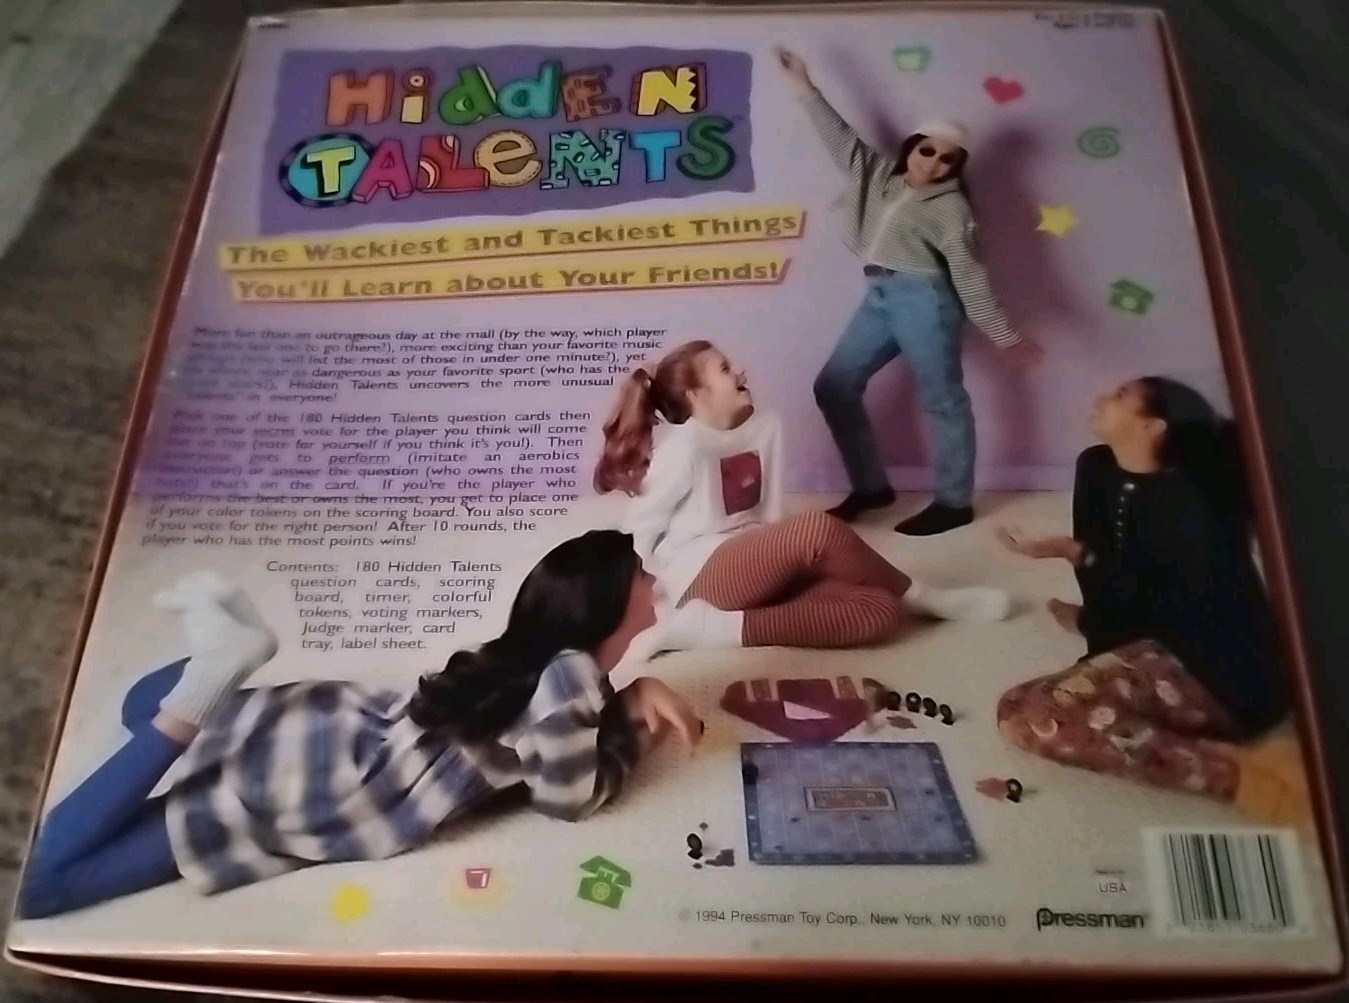 HiddEN
TALeNTS™
The Wackiest and Tackiest Things
You'll Learn about Your Friends!
More fun than an outrageous day at the mall (by the way, which player
was the last one to go there?), more exciting than your favorite music
will list the most of those in under one minute?), yet
dangerous as your favorite sport (who has the
Hidden Talents uncovers the more unusual
"talents" in everyone!
Pick one of the 180 Hidden Talents question cards then
place your secret vote for the player you think will come
out on top (vote for yourself if you think it's you!). Then
everyone gets to perform (imitate an aerobics
instructor) or answer the question (who owns the most
hats!) that's on the card. If you're the player who
performs the best or owns the most, you get to place one
of your color tokens on the scoring board. You also score
if you vote for the right person! After 10 rounds, the
player who has the most points wins!
Contents: 180 Hidden Talents
question cards, scoring
board, timer, colorful
tokens, voting markers,
Judge marker, card
tray, label sheet.
USA
© 1994 Pressman Toy Corp., New York, NY 10010
Pressman